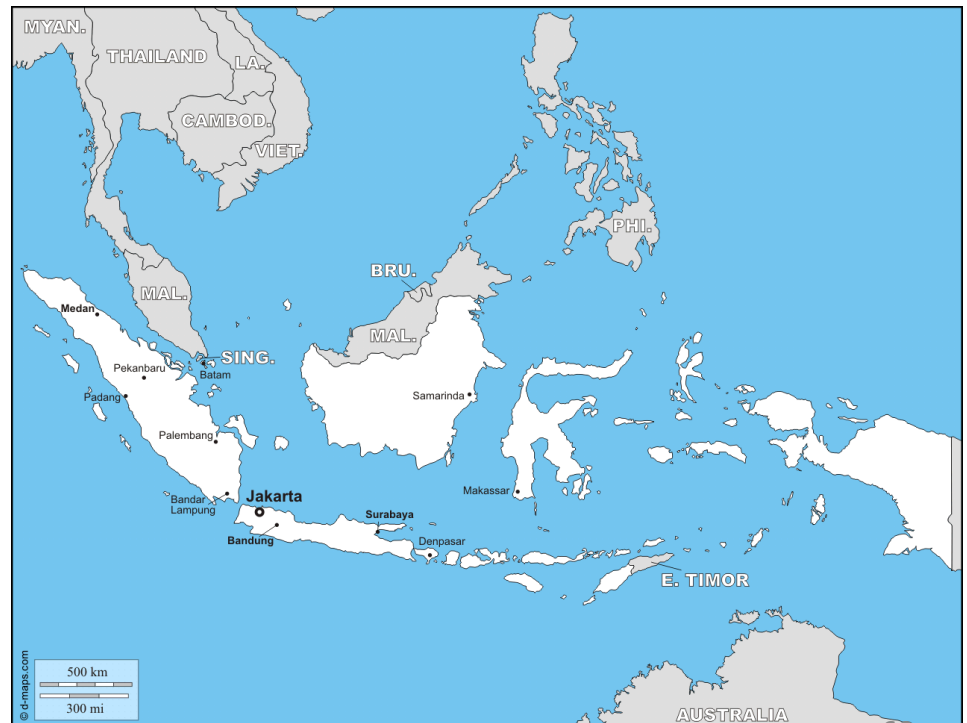 MYAN.
THAILAND
LA.
CAMBOD.
VIET.
PHI.
BRU.
MAL.
MAL.
Medan
SING.
Pekanbaru
Batam
Padang
Samarinda
Palembang
Makassar
Bandar
Lampung
Jakarta
Surabaya
Bandung
Denpasar
E. TIMOR
© d-maps.com
500 km
300 mi
AUSTRALIA